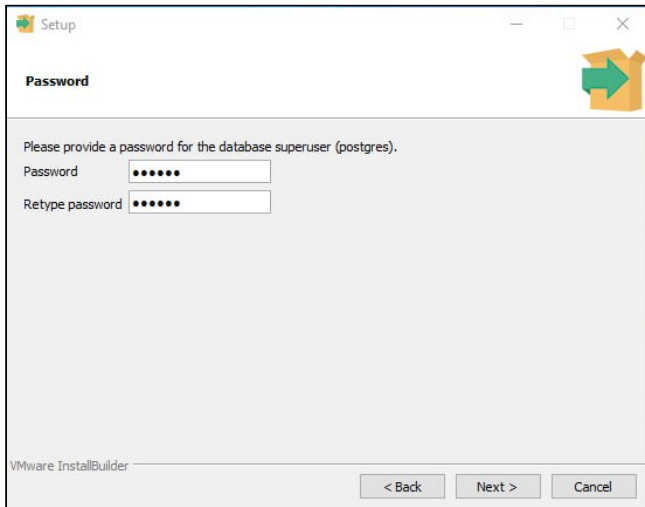 Setup
Password
Please provide a password for the database superuser (postgres).
Password ••••••
Retype password ••••••
VMware InstallBuilder
< Back Next > Cancel